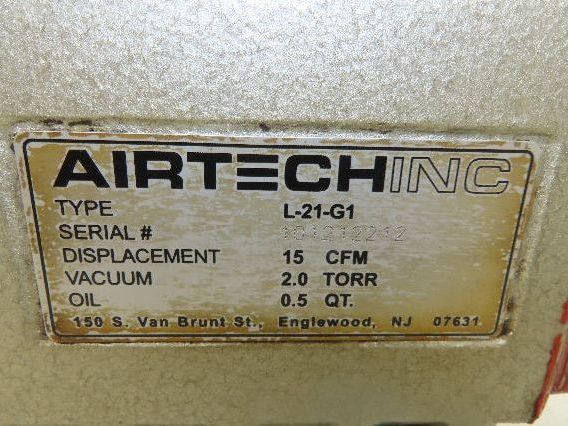 AIRTECHINC
TYPE L-21-G1
SERIAL # 101212212
DISPLACEMENT 15 CFM
VACUUM 2.0 TORR
OIL 0.5 QT.
150 S. Van Brunt St., Englewood, NJ 07631